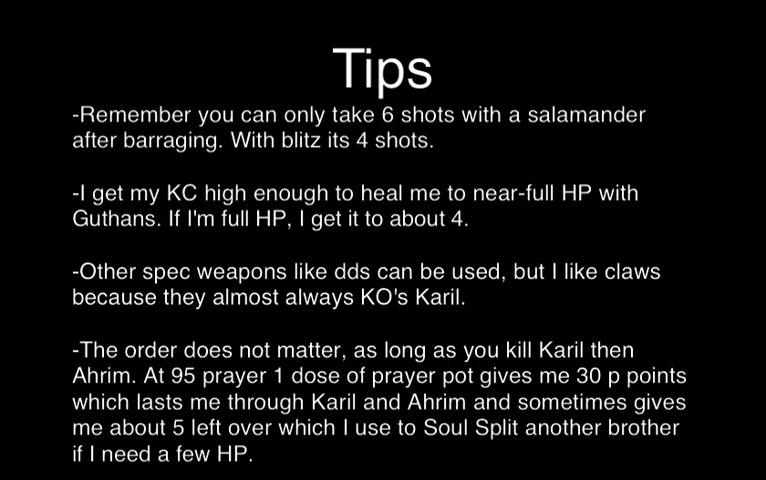 Tips
-Remember you can only take 6 shots with a salamander
after barraging. With blitz its 4 shots.
-I get my KC high enough to heal me to near-full HP with
Guthans. If I'm full HP, I get it to about 4.
-Other spec weapons like dds can be used, but I like claws
because they almost always KO's Karil.
-The order does not matter, as long as you kill Karil then
Ahrim. At 95 prayer 1 dose of prayer pot gives me 30 p points
which lasts me through Karil and Ahrim and sometimes gives
me about 5 left over which I use to Soul Split another brother
if I need a few HP.